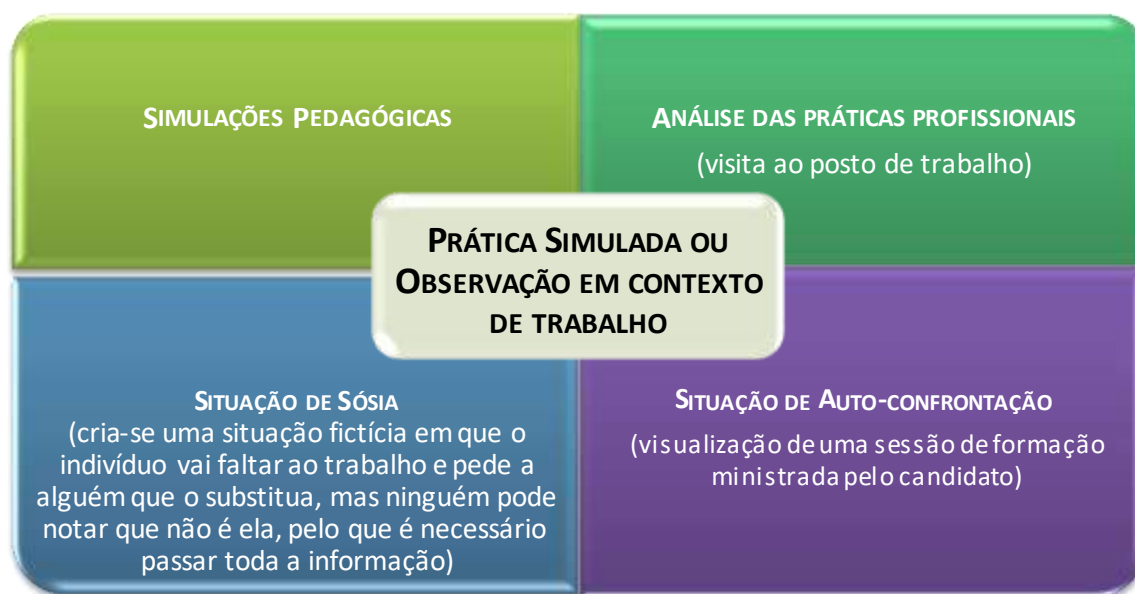 SIMULAÇÕES PEDAGÓGICAS
ANÁLISE DAS PRÁTICAS PROFISSIONAIS
(visita ao posto de trabalho)
PRÁTICA SIMULADA OU
OBSERVAÇÃO EM CONTEXTO
DE TRABALHO
SITUAÇÃO DE SÓSIA
(cria-se uma situação fictícia em que o
indivíduo vai faltar ao trabalho e pede a
alguém que o substitua, mas ninguém pode
notar que não é ela, pelo que é necessário
passar toda a informação)
SITUAÇÃO DE AUTO-CONFRONTAÇÃO
(visualização de uma sessão de formação
ministrada pelo candidato)